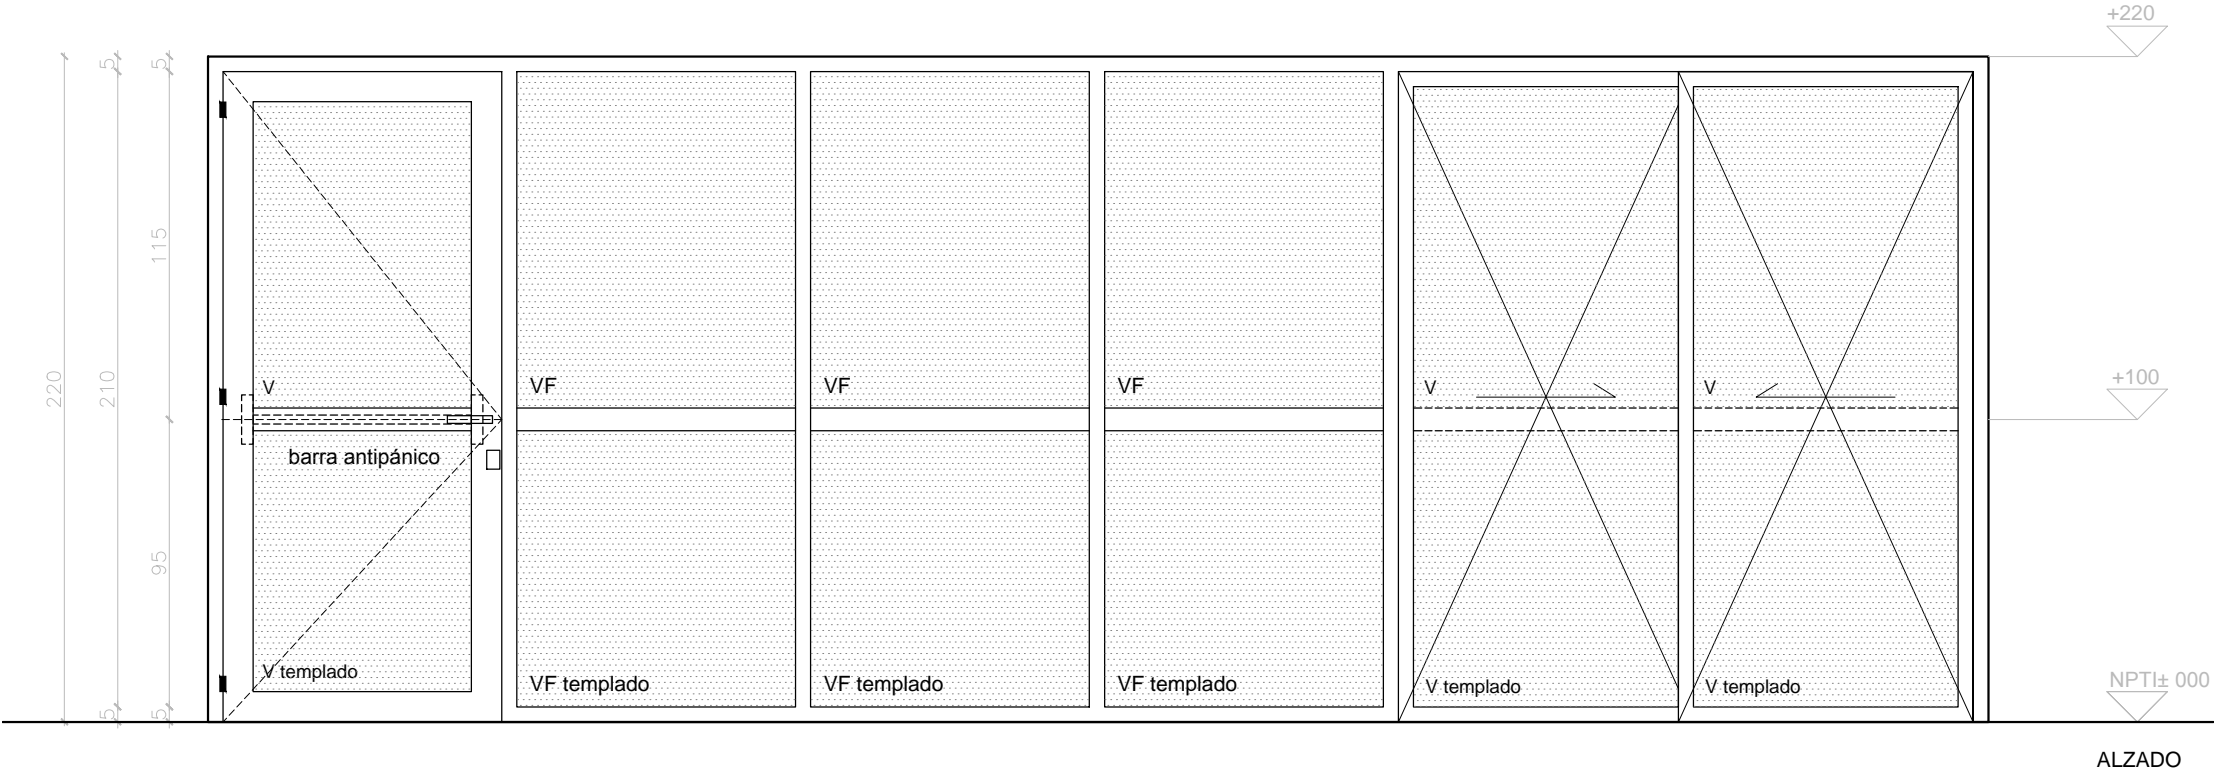 +220
5
5
115
220
210
+100
V
VF
VF
VF
V
V
barra antipánico
95
V templado
VF templado
VF templado
VF templado
V templado
V templado
NPTI± 000
5
5
ALZADO